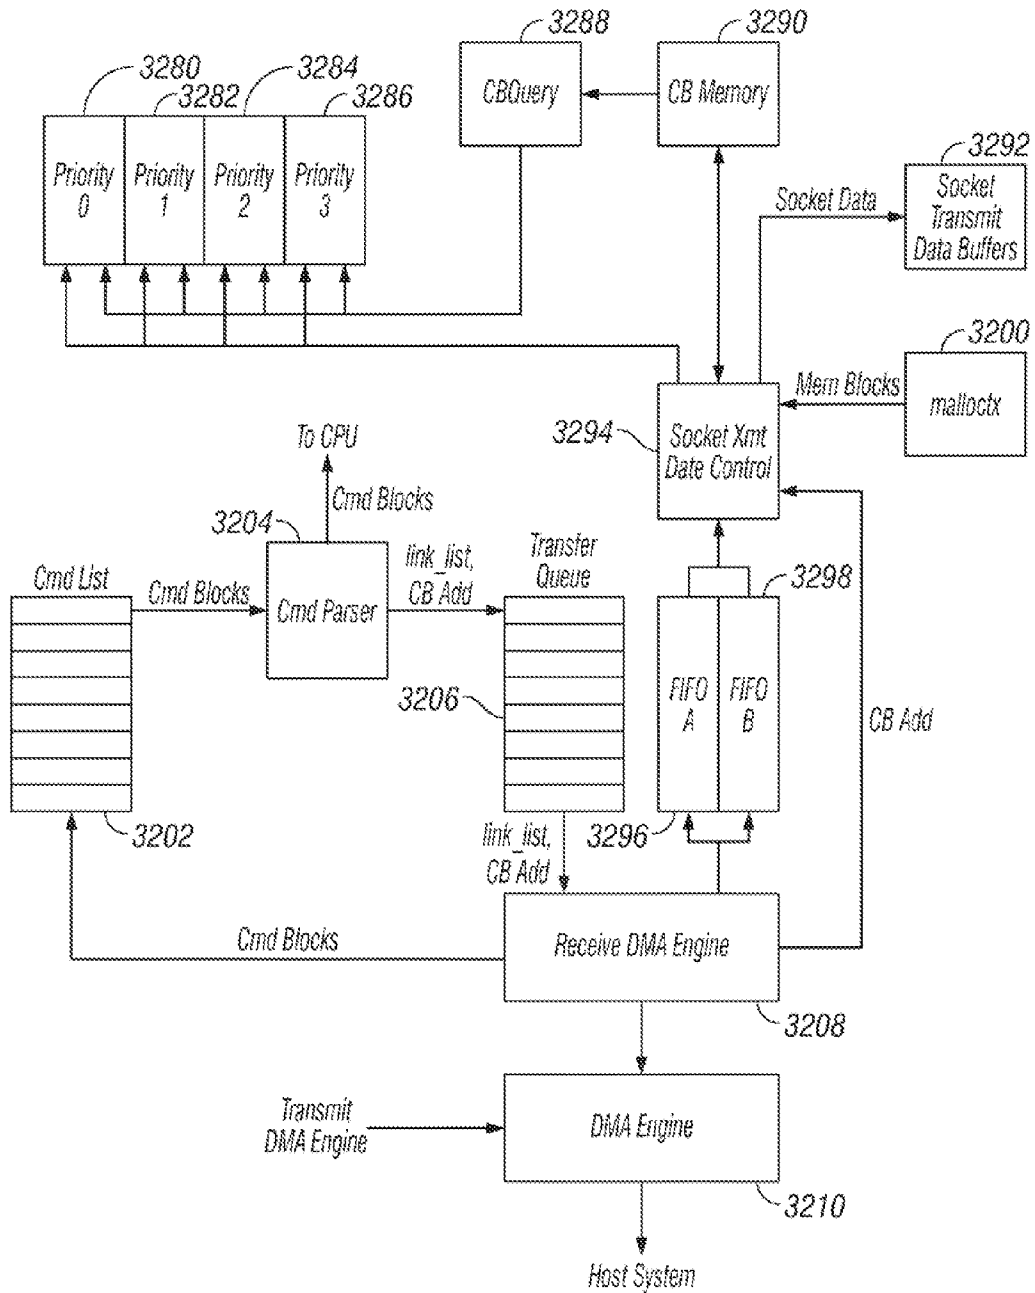 3288
3290
3280
3284
3282
3286
CBQuery
CB Memory
3292
Priority
0
Priority
1
Priority
2
Priority
3
Socket Data
Socket
Transmit
Data Buffers
3200
Mem Blocks
malloctx
To CPU
3294
Socket Xmt
Date Control
Cmd Blocks
3204
link_list,
CB Add
Transfer
Queue
3298
Cmd List
Cmd Blocks
Cmd Parser
3206
FIFO
A
FIFO
B
CB Add
3202
link_list,
CB Add
3296
Cmd Blocks
Receive DMA Engine
3208
Transmit
DMA Engine
DMA Engine
3210
Host System